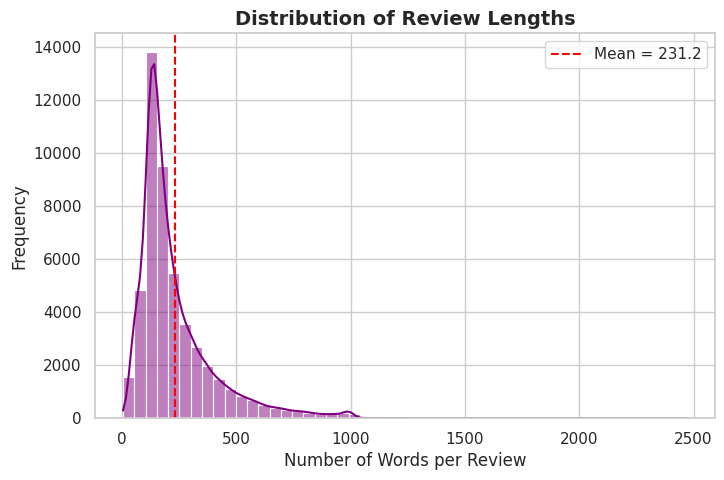 Distribution of Review Lengths
Mean = 231.2
14000
12000
10000
8000
6000
4000
2000
0
Frequency
0 500 1000 1500 2000 2500
Number of Words per Review